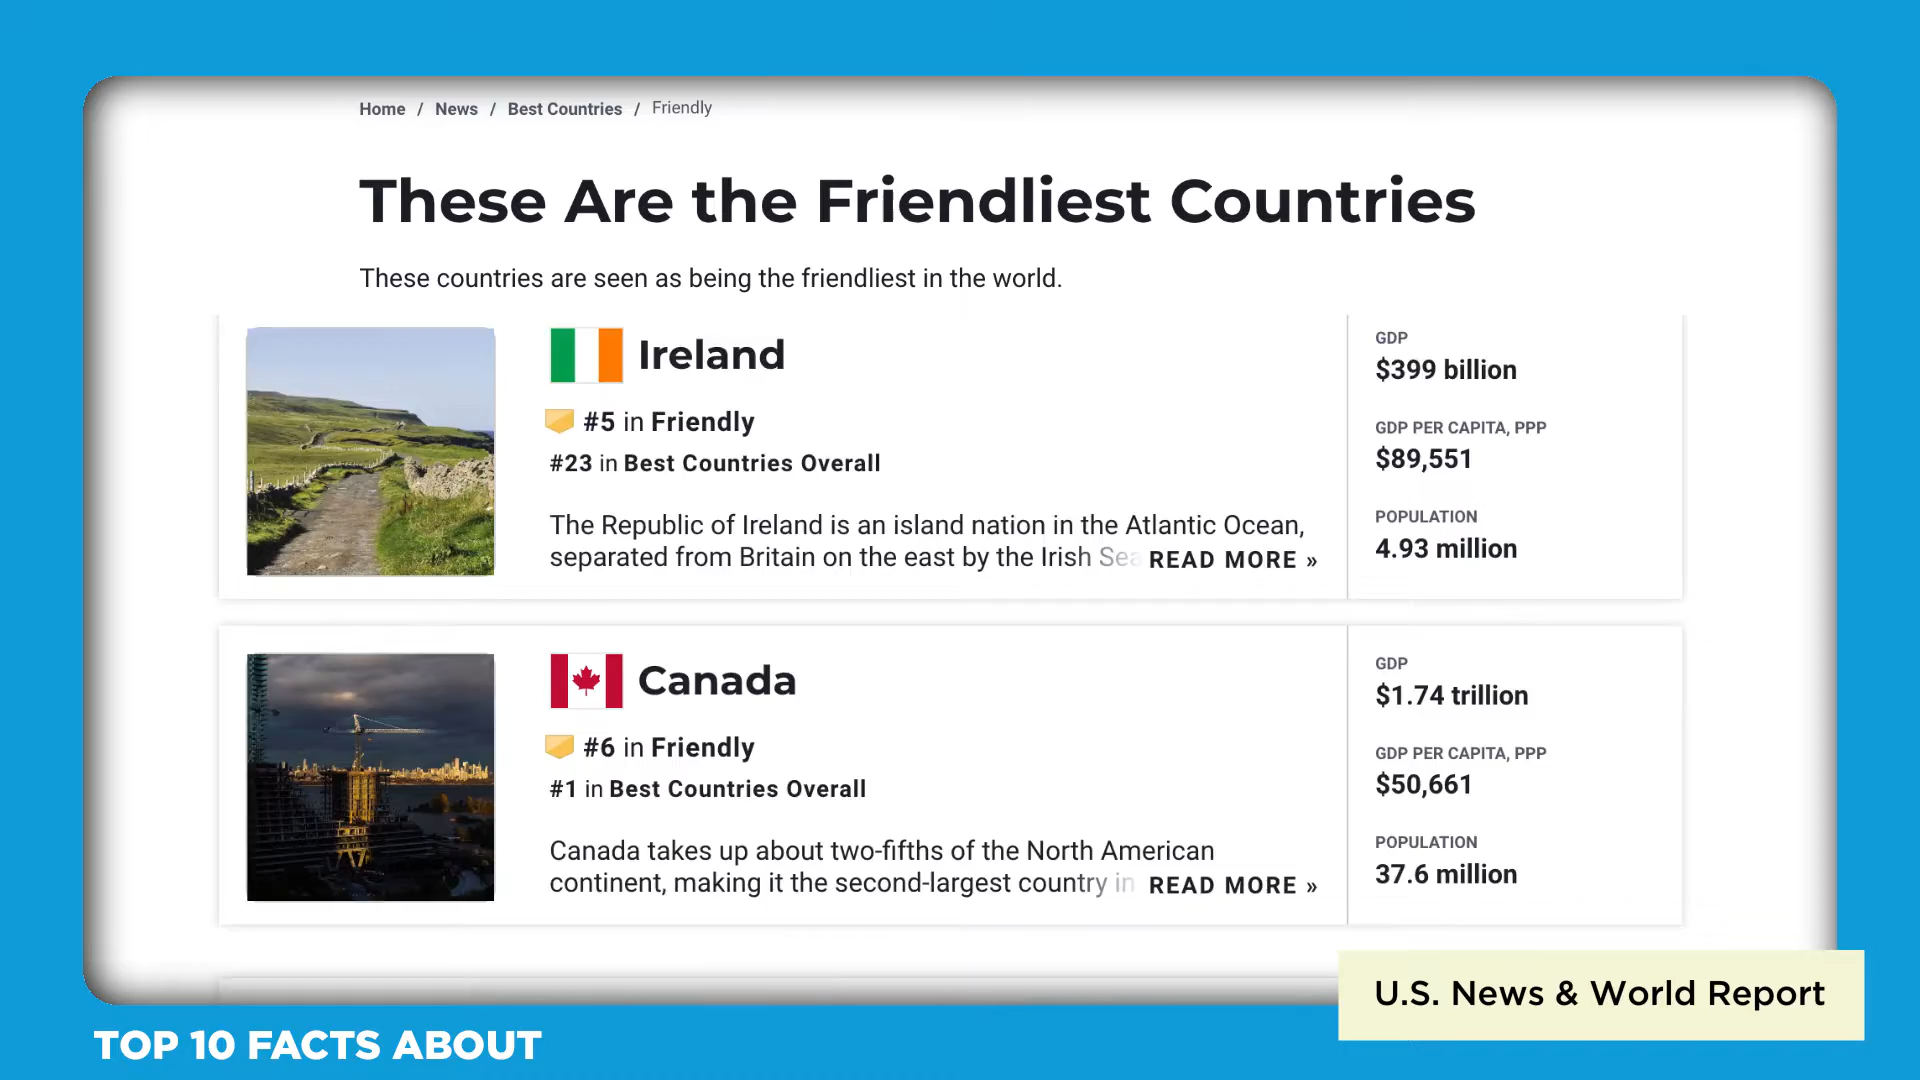 Home / News / Best Countries / Friendly
These Are the Friendliest Countries
These countries are seen as being the friendliest in the world.
Ireland
#5 in Friendly
#23 in Best Countries Overall
The Republic of Ireland is an island nation in the Atlantic Ocean,
separated from Britain on the east by the Irish Sea READ MORE »
GDP
$399 billion
GDP PER CAPITA, PPP
$89,551
POPULATION
4.93 million
Canada
#6 in Friendly
#1 in Best Countries Overall
Canada takes up about two-fifths of the North American
continent, making it the second-largest country in READ MORE »
GDP
$1.74 trillion
GDP PER CAPITA, PPP
$50,661
POPULATION
37.6 million
U.S. News & World Report
TOP 10 FACTS ABOUT